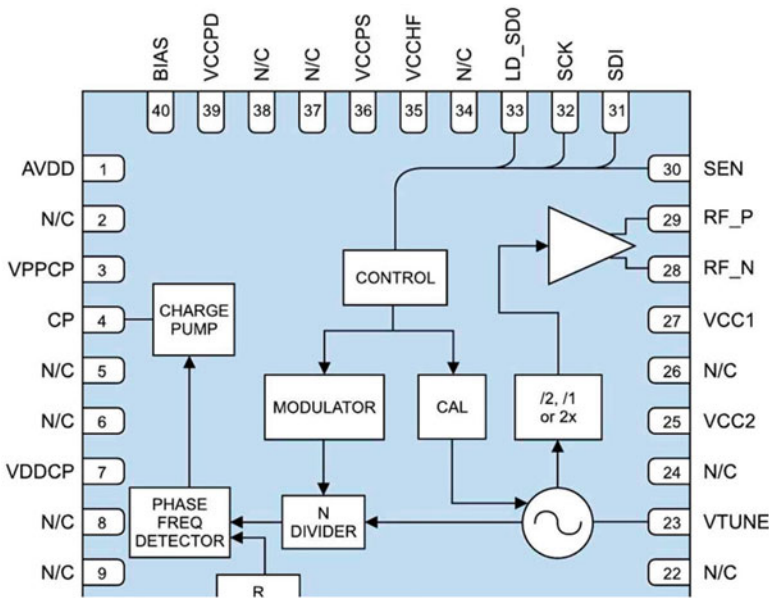 BIAS
VCCPD
N/C
N/C
VCCPS
VCCHF
N/C
LD_SD0
SCK
SDI
40
39
38
37
36
35
34
33
32
31
AVDD 1
30 SEN
N/C 2
29 RF_P
VPPCP 3
CONTROL
28 RF_N
CP 4
CHARGE
PUMP
27 VCC1
N/C 5
26 N/C
MODULATOR
CAL
/2, /1
or 2x
N/C 6
25 VCC2
VDDCP 7
24 N/C
PHASE
FREQ
DETECTOR
N
DIVIDER
N/C 8
23 VTUNE
N/C 9
22 N/C
R